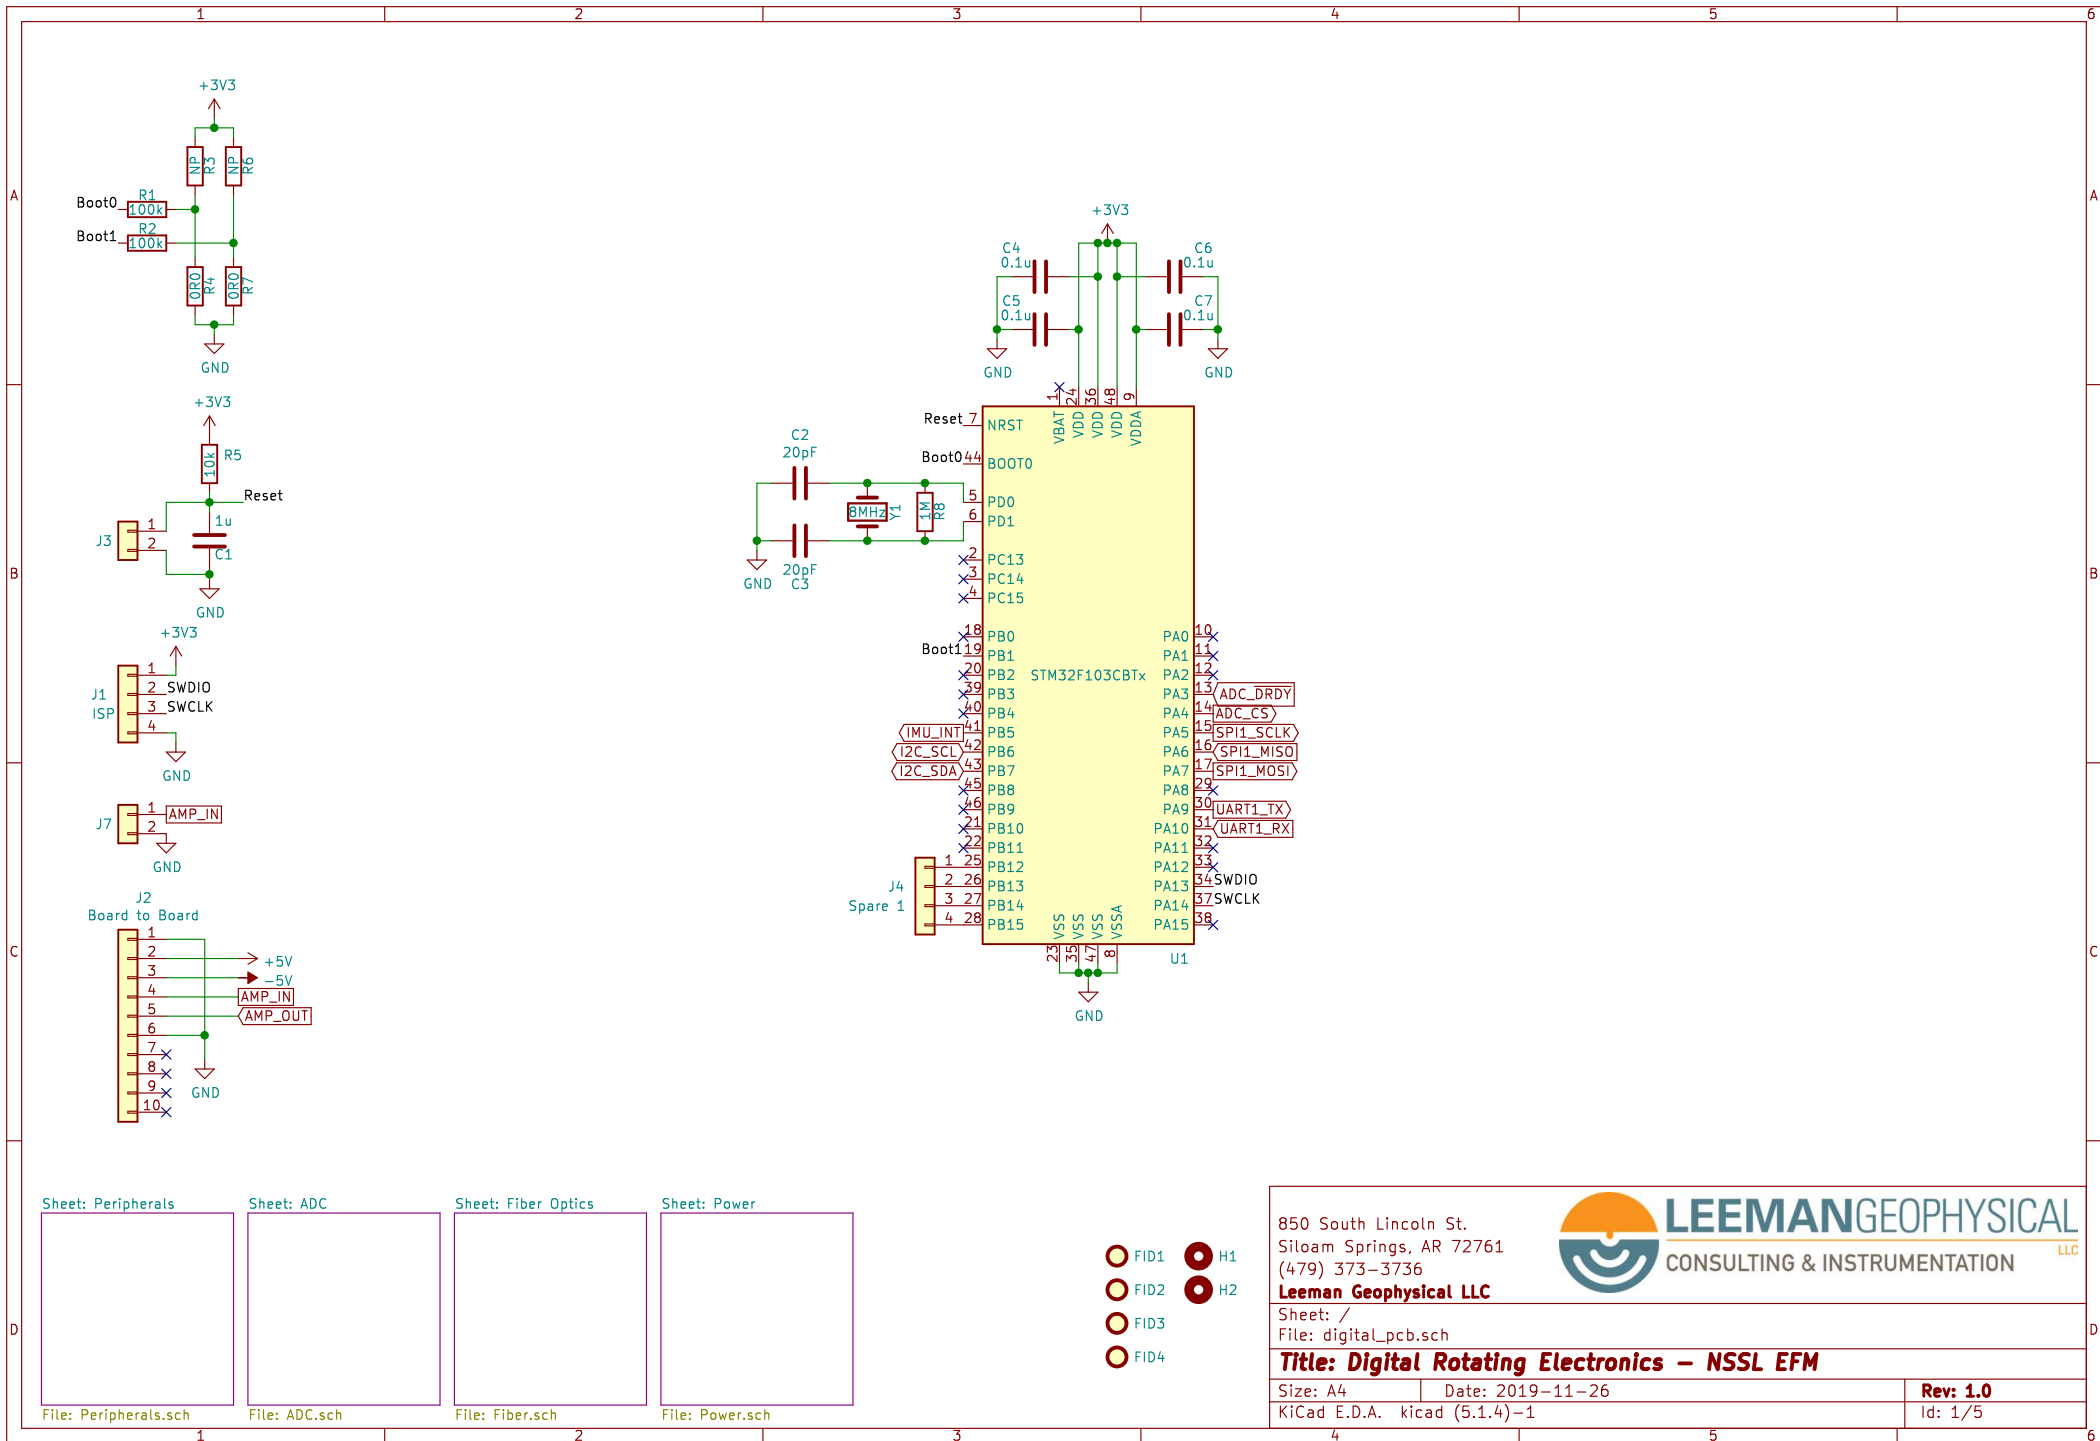 1 2 3 4 5 6
A A
B B
C C
D D
1 2 3 4 5 6
+3V3
NP R3
NP R6
Boot0
R1
100k
Boot1
R2
100k
0R0 R4
0R0 R7
GND
+3V3
10k R5
Reset
J3
1
2
1u
C1
GND
+3V3
J1
ISP
1
2 SWDIO
3 SWCLK
4
GND
J7
1 AMP_IN
2
GND
J2
Board to Board
1
2 +5V
3 -5V
4 AMP_IN
5 AMP_OUT
6
7
8
9
10
GND
+3V3
C4
0.1u
C6
0.1u
C5
0.1u
C7
0.1u
GND
GND
1 VBAT
24 VDD
36 VDD
48 VDD
9 VDDA
Reset 7 NRST
Boot0 44 BOOT0
5 PD0
6 PD1
C2
20pF
8MHz Y1
1M R8
20pF
C3
GND
2 PC13
3 PC14
4 PC15
18 PB0
Boot1 19 PB1
20 PB2
39 PB3
40 PB4
IMU_INT 41 PB5
I2C_SCL 42 PB6
I2C_SDA 43 PB7
45 PB8
46 PB9
21 PB10
22 PB11
1 25 PB12
2 26 PB13
3 27 PB14
4 28 PB15
J4
Spare 1
STM32F103CBTx
PA0 10
PA1 11
PA2 12
PA3 13 ADC_DRDY
PA4 14 ADC_CS
PA5 15 SPI1_SCLK
PA6 16 SPI1_MISO
PA7 17 SPI1_MOSI
PA8 29
PA9 30 UART1_TX
PA10 31 UART1_RX
PA11 32
PA12 33
PA13 34 SWDIO
PA14 37 SWCLK
PA15 38
23 VSS
35 VSS
47 VSS
8 VSSA
U1
GND
Sheet: Peripherals
File: Peripherals.sch
Sheet: ADC
File: ADC.sch
Sheet: Fiber Optics
File: Fiber.sch
Sheet: Power
File: Power.sch
FID1
FID2
FID3
FID4
H1
H2
850 South Lincoln St.
Siloam Springs, AR 72761
(479) 373-3736
Leeman Geophysical LLC
LEEMANGEOPHYSICAL
LLC
CONSULTING & INSTRUMENTATION
Sheet: /
File: digital_pcb.sch
Title: Digital Rotating Electronics - NSSL EFM
Size: A4 Date: 2019-11-26 Rev: 1.0
KiCad E.D.A. kicad (5.1.4)-1 Id: 1/5